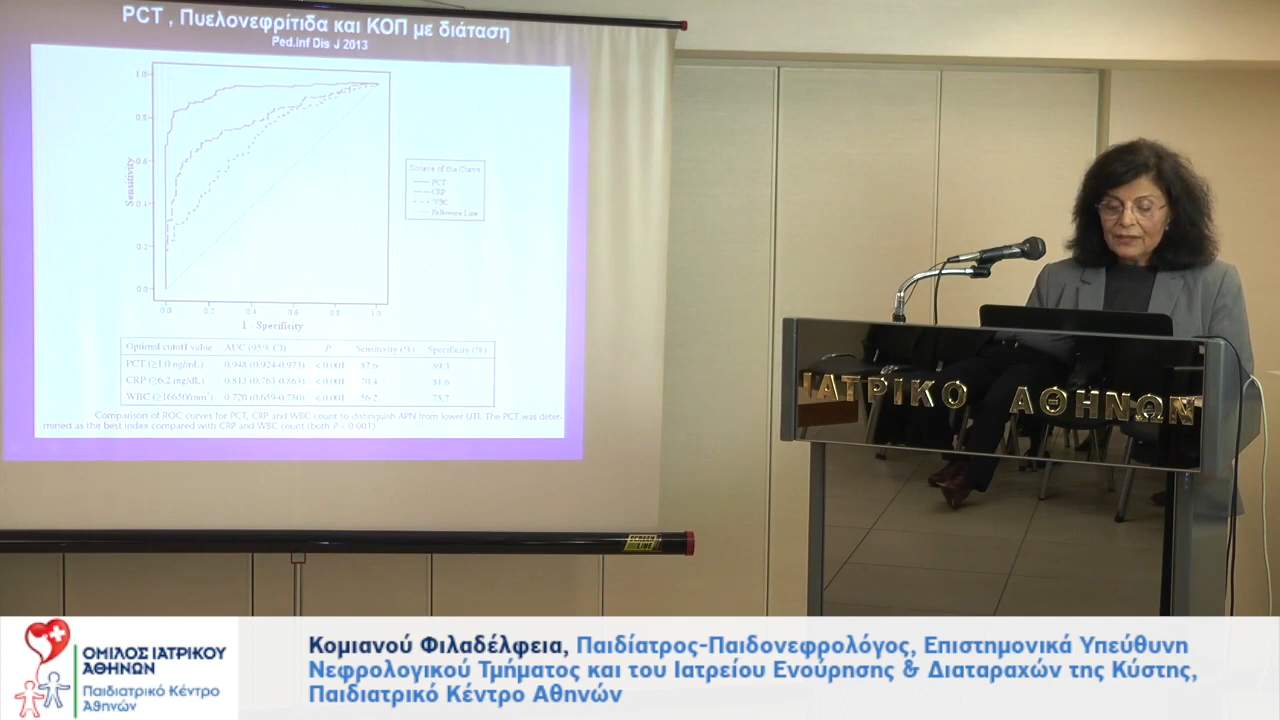 PCT , Πυελονεφρίτιδα και ΚΟΠ με διάταση
Ped.Inf Dis J 2013
1.0
0.8
0.6
0.4
0.2
0.0
Sensitivity
0.0 0.2 0.4 0.6 0.8 1.0
1 - Specificity
Source of the Curve
PCT
CRP
WBC
Reference Line
Optimal cutoff value AUC (95% CI) P Sensitivity (%) Specificity (%)
PCT (≥1.0 ng/mL) 0.948 (0.924-0.973) < 0.001 87.6 89.3
CRP (≥6.2 mg/dL) 0.813 (0.763-0.863) < 0.001 70.4 81.6
WBC (≥16650/mm³) 0.720 (0.659-0.780) < 0.001 56.2 75.7
Comparison of ROC curves for PCT, CRP and WBC count to distinguish APN from lower UTI. The PCT was deter-
mined as the best index compared with CRP and WBC count (both P < 0.001).
SCREEN
LINE
ΙΑΤΡΙΚΟ ΑΘΗΝΩΝ
ΟΜΙΛΟΣ ΙΑΤΡΙΚΟΥ
ΑΘΗΝΩΝ
Παιδιατρικό Κέντρο
Αθηνών
Κομιανού Φιλαδέλφεια, Παιδίατρος-Παιδονεφρολόγος, Επιστημονικά Υπεύθυνη
Νεφρολογικού Τμήματος και του Ιατρείου Ενούρησης & Διαταραχών της Κύστης,
Παιδιατρικό Κέντρο Αθηνών